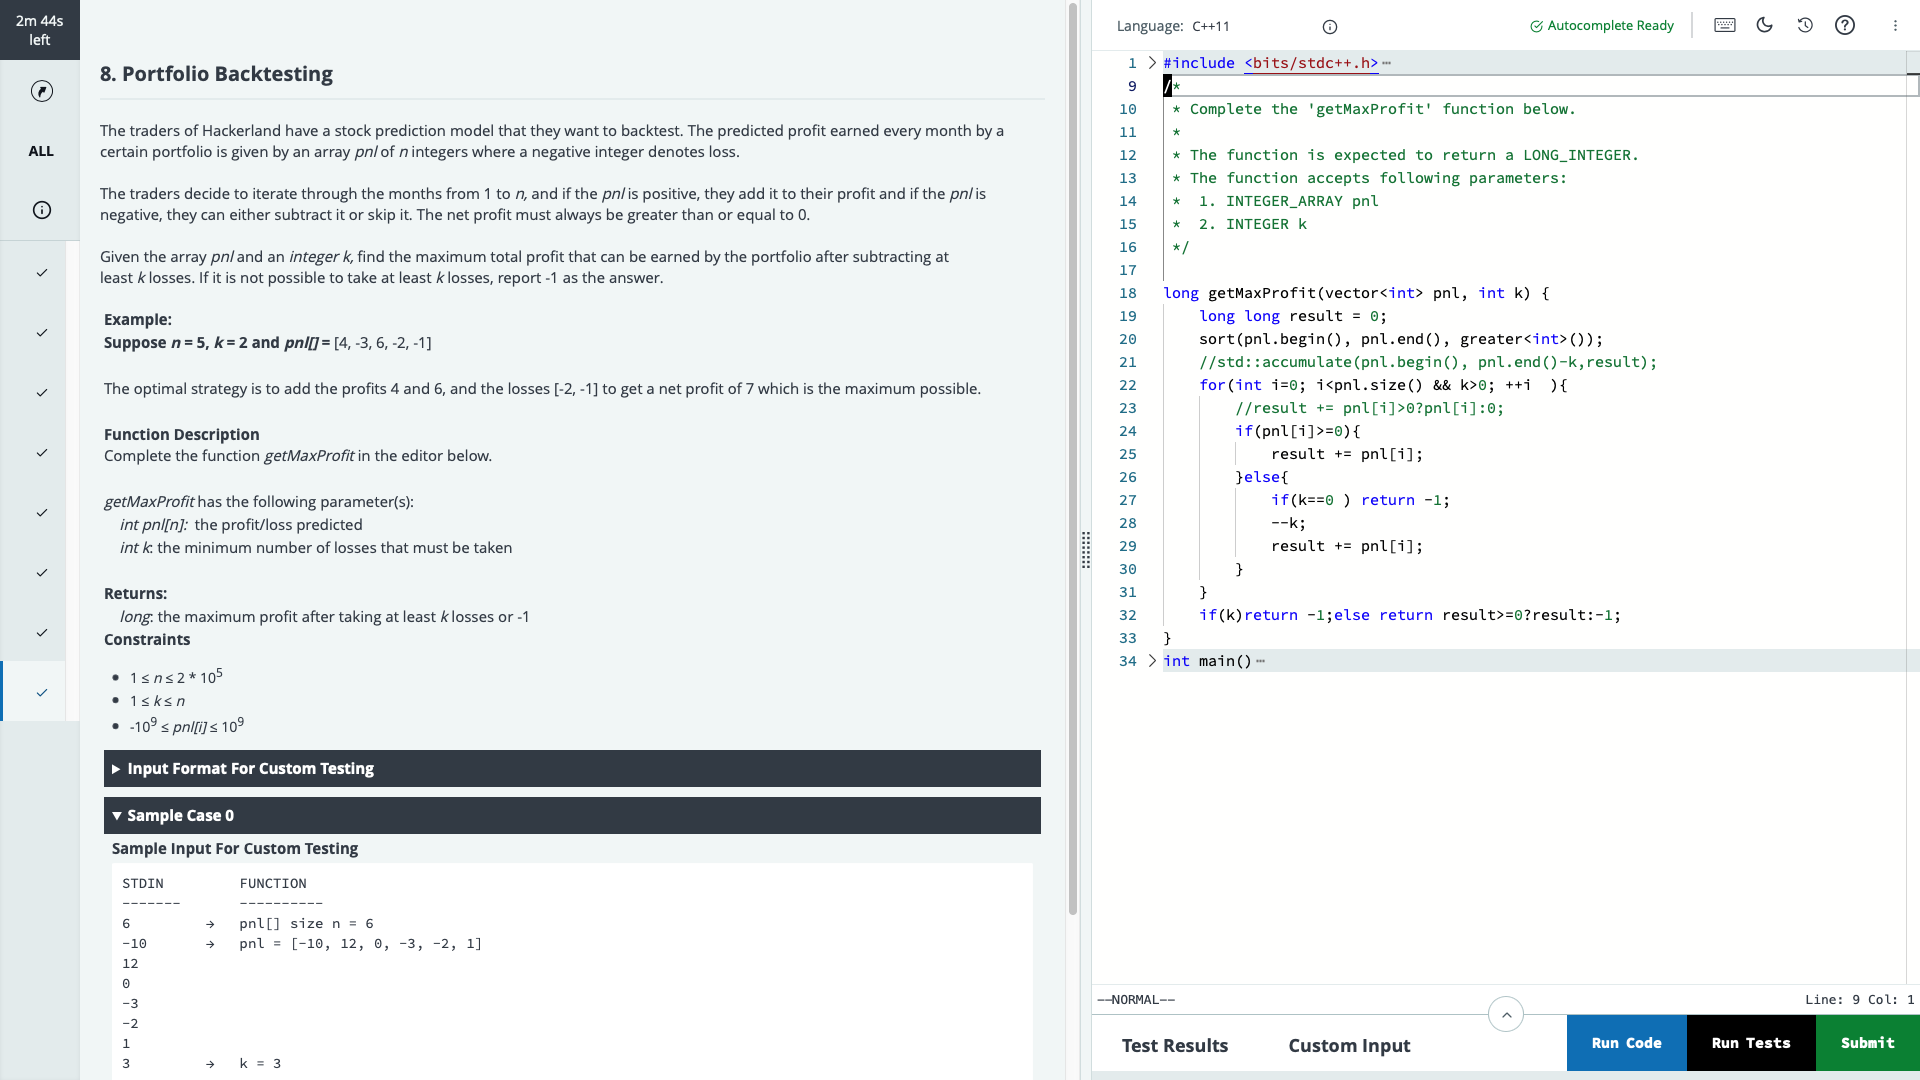 2m 44s
left
ALL
8. Portfolio Backtesting
The traders of Hackerland have a stock prediction model that they want to backtest. The predicted profit earned every month by a
certain portfolio is given by an array pnl of n integers where a negative integer denotes loss.
The traders decide to iterate through the months from 1 to n, and if the pnl is positive, they add it to their profit and if the pnl is
negative, they can either subtract it or skip it. The net profit must always be greater than or equal to 0.
Given the array pnl and an integer k, find the maximum total profit that can be earned by the portfolio after subtracting at
least k losses. If it is not possible to take at least k losses, report -1 as the answer.
Example:
Suppose n = 5, k = 2 and pnl[] = [4, -3, 6, -2, -1]
The optimal strategy is to add the profits 4 and 6, and the losses [-2, -1] to get a net profit of 7 which is the maximum possible.
Function Description
Complete the function getMaxProfit in the editor below.
getMaxProfit has the following parameter(s):
int pnl[n]: the profit/loss predicted
int k: the minimum number of losses that must be taken
Returns:
long: the maximum profit after taking at least k losses or -1
Constraints
• 1 ≤ n ≤ 2 * 10^5
• 1 ≤ k ≤ n
• -10^9 ≤ pnl[i] ≤ 10^9
▶ Input Format For Custom Testing
▼ Sample Case 0
Sample Input For Custom Testing
STDIN FUNCTION
------- ----------
6 → pnl[] size n = 6
-10 → pnl = [-10, 12, 0, -3, -2, 1]
12
0
-3
-2
1
3 → k = 3
Language: C++11
Autocomplete Ready
1 > #include <bits/stdc++.h>⋯
9 /*
10 * Complete the 'getMaxProfit' function below.
11 *
12 * The function is expected to return a LONG_INTEGER.
13 * The function accepts following parameters:
14 * 1. INTEGER_ARRAY pnl
15 * 2. INTEGER k
16 */
17
18 long getMaxProfit(vector<int> pnl, int k) {
19 long long result = 0;
20 sort(pnl.begin(), pnl.end(), greater<int>());
21 //std::accumulate(pnl.begin(), pnl.end()-k,result);
22 for(int i=0; i<pnl.size() && k>0; ++i ){
23 //result += pnl[i]>0?pnl[i]:0;
24 if(pnl[i]>=0){
25 result += pnl[i];
26 }else{
27 if(k==0 ) return -1;
28 --k;
29 result += pnl[i];
30 }
31 }
32 if(k)return -1;else return result>=0?result:-1;
33 }
34 > int main()⋯
--NORMAL--
Line: 9 Col: 1
Test Results
Custom Input
Run Code
Run Tests
Submit